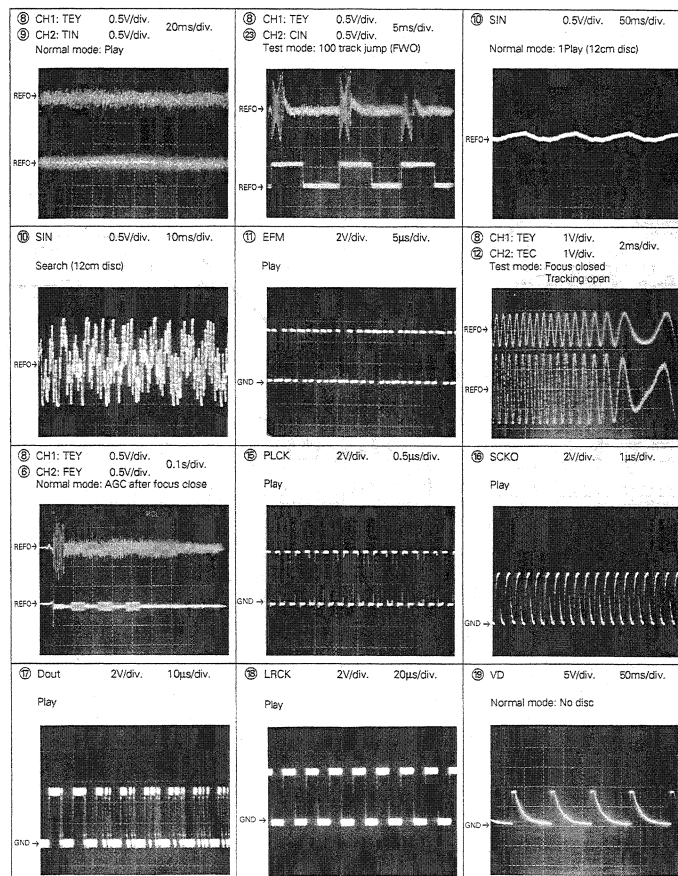 ⑧ CH1: TEY 0.5V/div. 20ms/div.
⑨ CH2: TIN 0.5V/div.
Normal mode: Play
REFO→
REFO→
⑧ CH1: TEY 0.5V/div. 5ms/div.
㉓ CH2: CIN 0.5V/div.
Test mode: 100 track jump (FWO)
REFO→
REFO→
⑩ SIN 0.5V/div. 50ms/div.
Normal mode: 1Play (12cm disc)
REFO→
⑩ SIN 0.5V/div. 10ms/div.
Search (12cm disc)
REFO→
⑪ EFM 2V/div. 5µs/div.
Play
GND →
⑧ CH1: TEY 1V/div. 2ms/div.
⑫ CH2: TEC 1V/div.
Test mode: Focus closed
Tracking open
REFO→
REFO→
⑧ CH1: TEY 0.5V/div. 0.1s/div.
⑥ CH2: FEY 0.5V/div.
Normal mode: AGC after focus close
REFO→
REFO→
⑮ PLCK 2V/div. 0.5µs/div.
Play
GND →
⑯ SCKO 2V/div. 1µs/div.
Play
GND→
⑰ Dout 2V/div. 10µs/div.
Play
GND →
⑱ LRCK 2V/div. 20µs/div.
Play
GND →
⑲ VD 5V/div. 50ms/div.
Normal mode: No disc
GND→